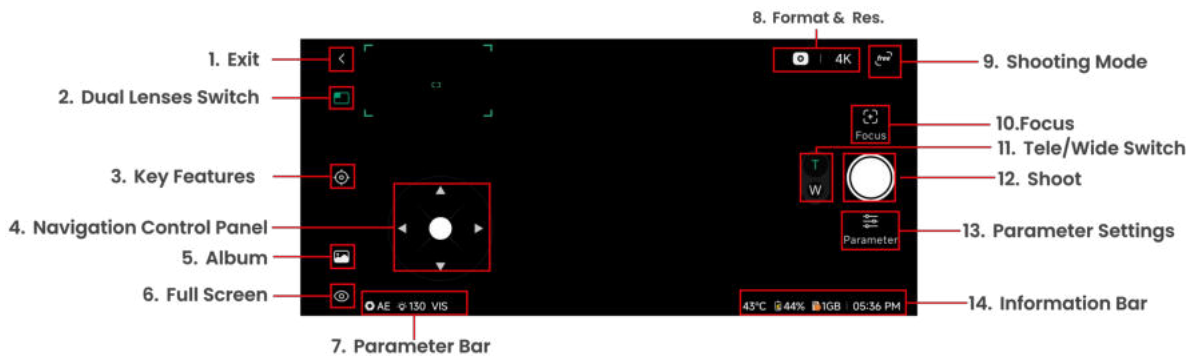 8. Format & Res.
1. Exit
4K
free
9. Shooting Mode
2. Dual Lenses Switch
Focus
10.Focus
11. Tele/Wide Switch
T
3. Key Features
W
12. Shoot
4. Navigation Control Panel
Parameter
13. Parameter Settings
5. Album
6. Full Screen
AE 130 VIS
43°C 44% 1GB 05:36 PM
14. Information Bar
7. Parameter Bar